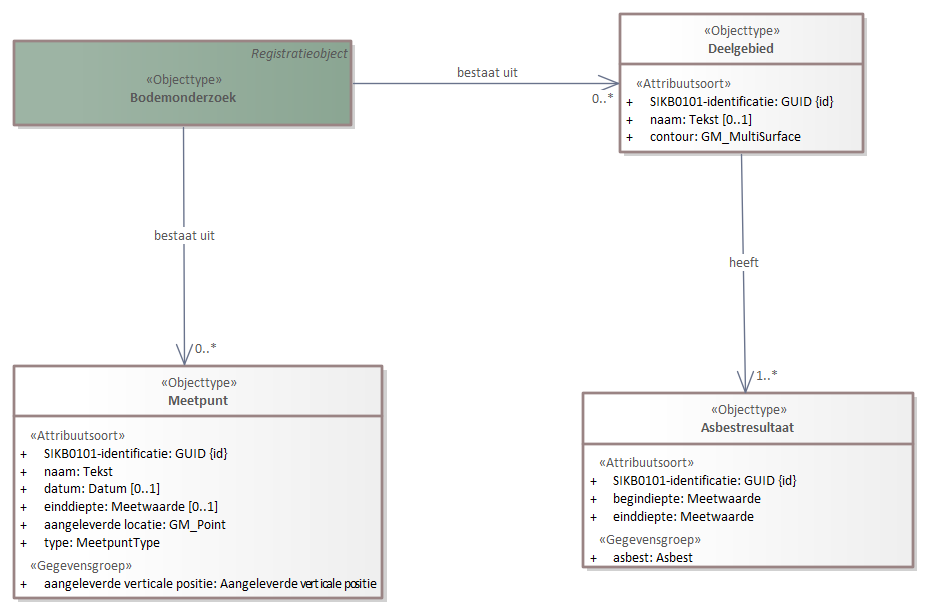 Registratieobject
«Objecttype»
Bodemonderzoek
bestaat uit
0..*
«Objecttype»
Deelgebied
«Attribuutsoort»
+ SIKB0101-identificatie: GUID {id}
+ naam: Tekst [0..1]
+ contour: GM_MultiSurface
bestaat uit
0..*
heeft
1..*
«Objecttype»
Meetpunt
«Attribuutsoort»
+ SIKB0101-identificatie: GUID {id}
+ naam: Tekst
+ datum: Datum [0..1]
+ einddiepte: Meetwaarde [0..1]
+ aangeleverde locatie: GM_Point
+ type: MeetpuntType
«Gegevensgroep»
+ aangeleverde verticale positie: Aangeleverde verticale positie
«Objecttype»
Asbestresultaat
«Attribuutsoort»
+ SIKB0101-identificatie: GUID {id}
+ begindiepte: Meetwaarde
+ einddiepte: Meetwaarde
«Gegevensgroep»
+ asbest: Asbest